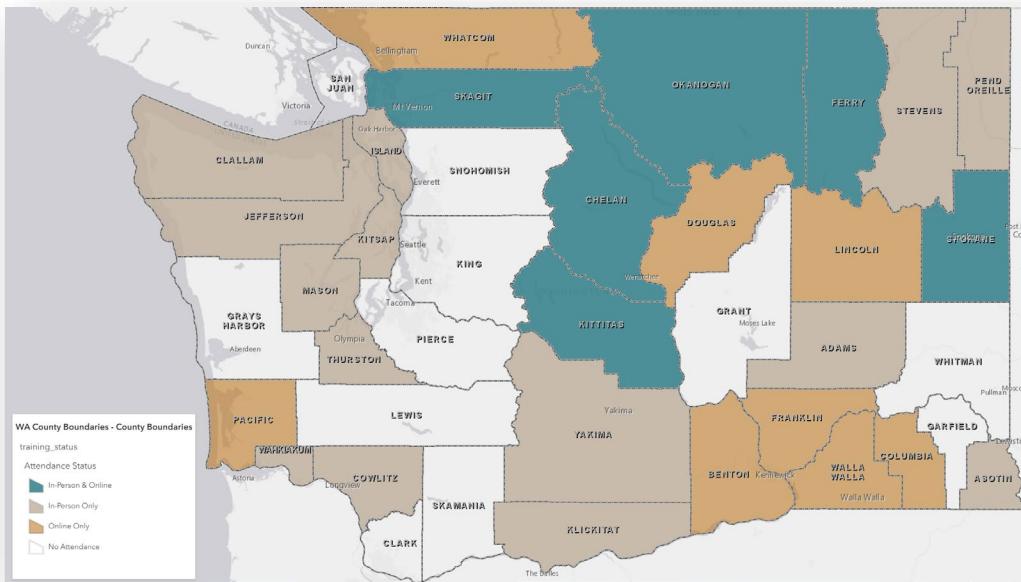 WHATCOM
Bellingham
Duncan
SAN
JUAN
SKAGIT
Mt Vernon
OKANOGAN
FERRY
STEVENS
PEND
OREILLE
Victoria
CANADA
Oak Harbor
ISLAND
CLALLAM
SNOHOMISH
Everett
CHELAN
JEFFERSON
KITSAP
Seattle
DOUGLAS
LINCOLN
SPOKANE
KING
Kent
Wenatchee
MASON
Tacoma
GRAYS
HARBOR
Aberdeen
Olympia
THURSTON
PIERCE
KITTITAS
GRANT
Moses Lake
ADAMS
WHITMAN
Pullman
PACIFIC
LEWIS
Yakima
YAKIMA
FRANKLIN
GARFIELD
WAHKIAKUM
Astoria
COWLITZ
Longview
BENTON
Kennewick
WALLA
WALLA
Walla Walla
COLUMBIA
ASOTIN
SKAMANIA
CLARK
KLICKITAT
The Dalles
WA County Boundaries - County Boundaries
training_status
Attendance Status
In-Person & Online
In-Person Only
Online Only
No Attendance